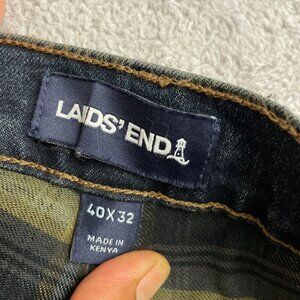 LANDS' END
40X32
MADE IN
KENYA